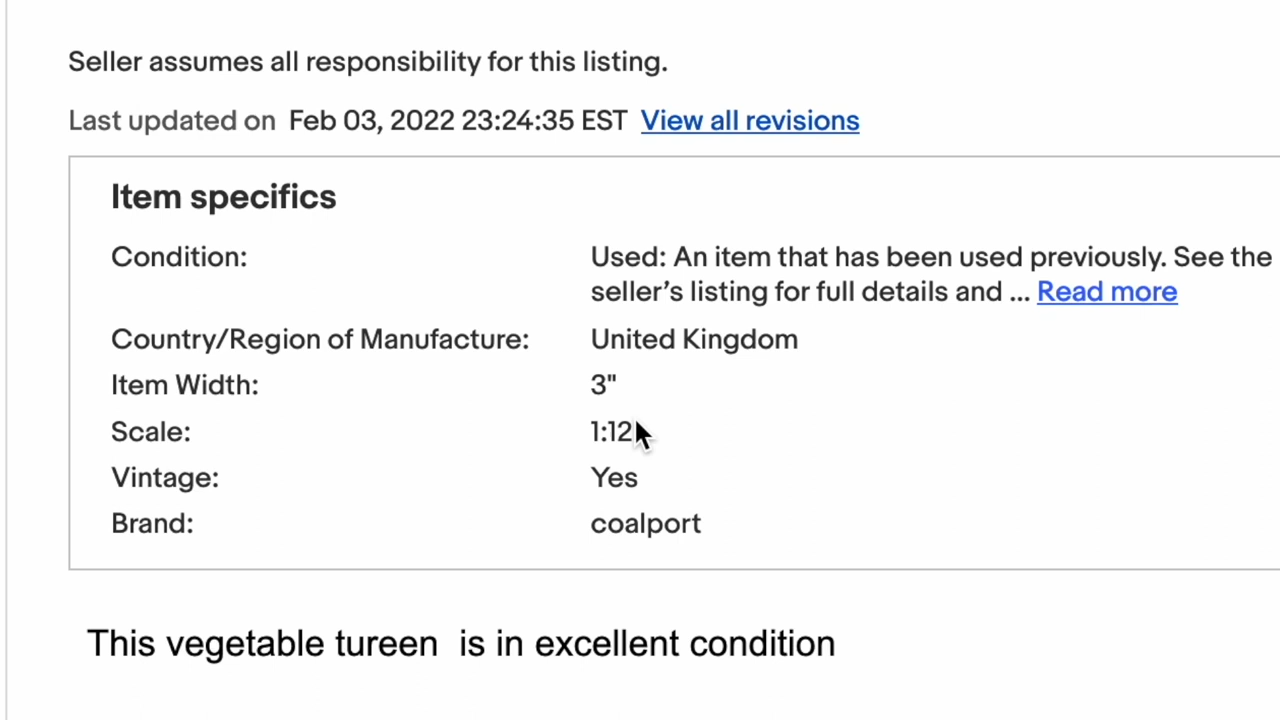 Seller assumes all responsibility for this listing.
Last updated on Feb 03, 2022 23:24:35 EST View all revisions
Item specifics
Condition: Used: An item that has been used previously. See the
seller’s listing for full details and ... Read more
Country/Region of Manufacture: United Kingdom
Item Width: 3"
Scale: 1:12
Vintage: Yes
Brand: coalport
This vegetable tureen  is in excellent condition